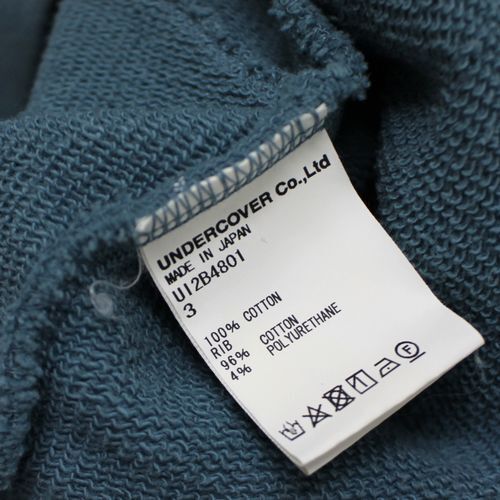 UNDERCOVER Co.,Ltd
MADE IN JAPAN
UI2B4801
3
100% COTTON
RIB
96% COTTON
4% POLYURETHANE
F